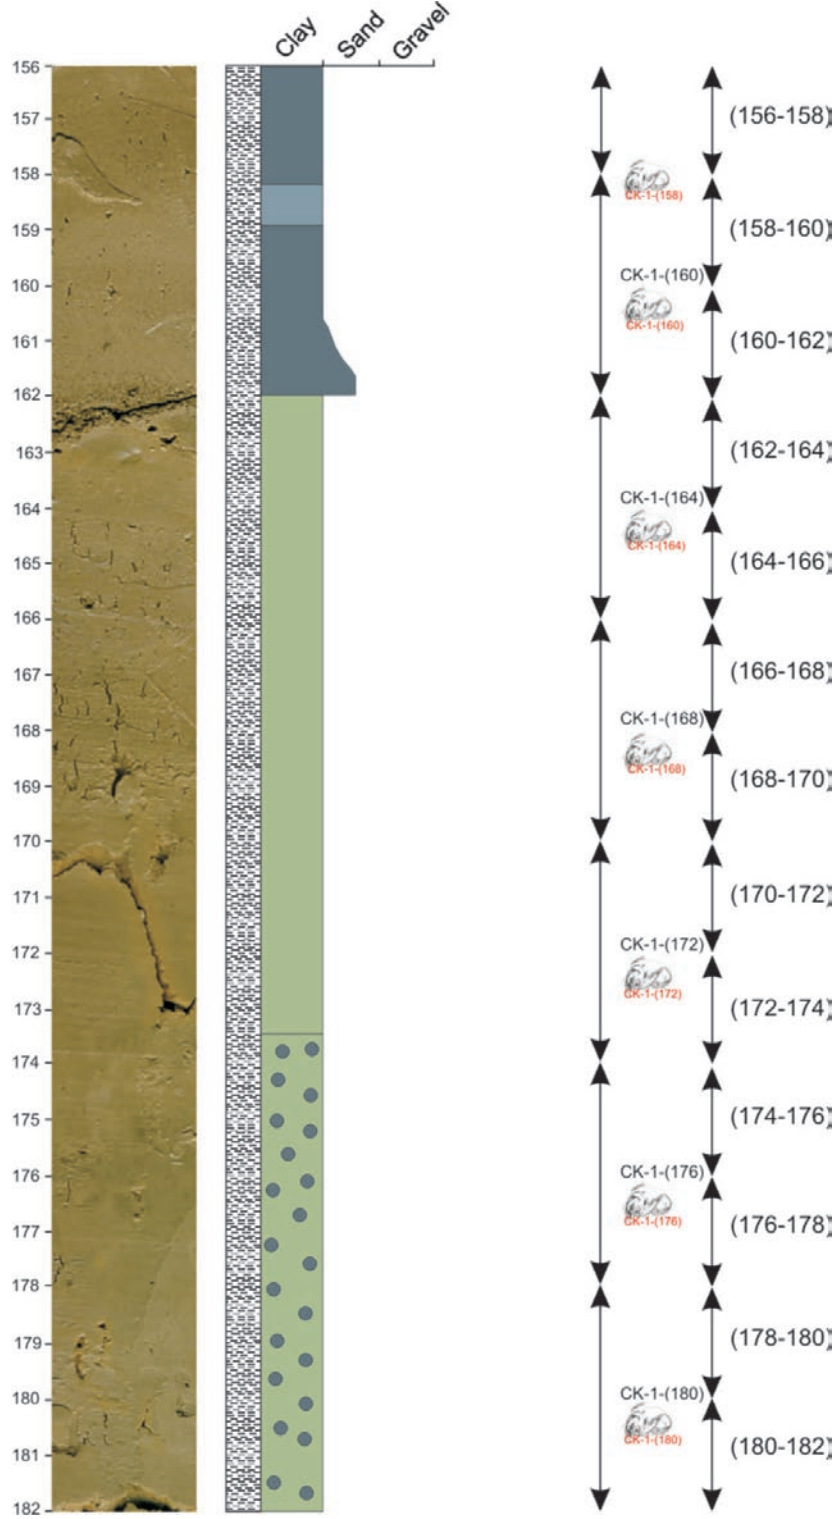 Clay Sand Gravel
156
157
158
159
160
161
162
163
164
165
166
167
168
169
170
171
172
173
174
175
176
177
178
179
180
181
182
CK-1-(158)
CK-1-(160)
CK-1-(160)
CK-1-(164)
CK-1-(164)
CK-1-(168)
CK-1-(168)
CK-1-(172)
CK-1-(172)
CK-1-(176)
CK-1-(176)
CK-1-(180)
CK-1-(180)
(156-158)
(158-160)
(160-162)
(162-164)
(164-166)
(166-168)
(168-170)
(170-172)
(172-174)
(174-176)
(176-178)
(178-180)
(180-182)